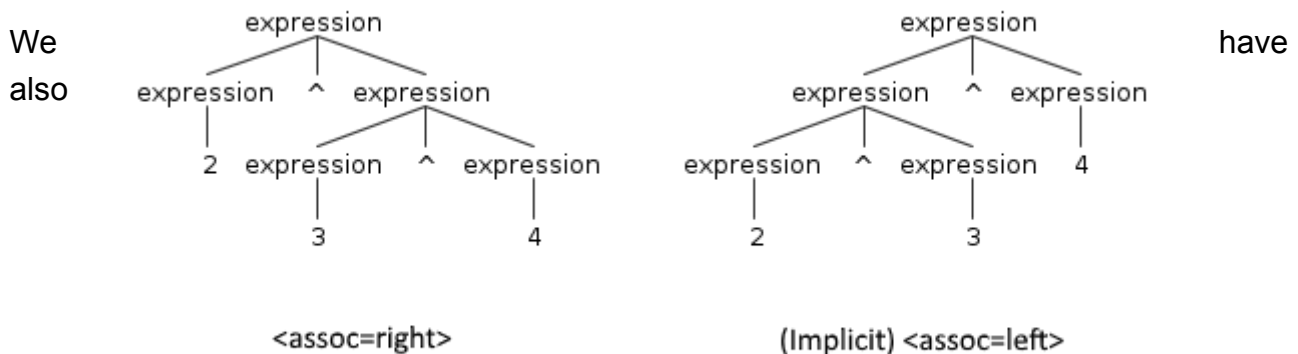 We expression expression have
also expression ^ expression expression ^ expression
2 expression ^ expression expression ^ expression 4
3 4 2 3
<assoc=right> (Implicit) <assoc=left>